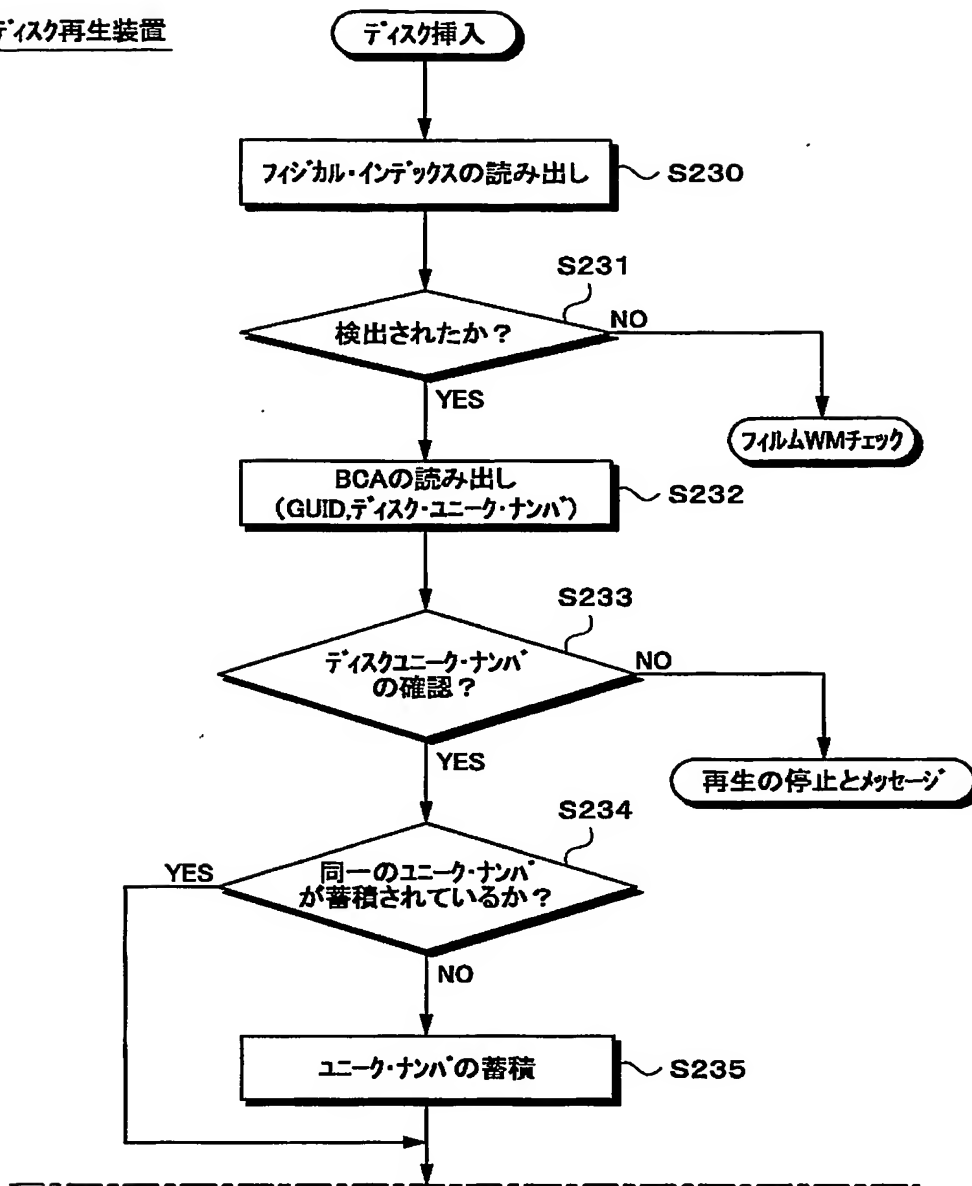 ディスク再生装置
ディスク挿入
フィジカル・インデックスの読み出し
S230
S231
検出されたか？
NO
YES
フィルムWMチェック
BCAの読み出し
(GUID,ディスク・ユニーク・ナンバ)
S232
S233
ディスクユニーク・ナンバ
の確認？
NO
YES
再生の停止とメッセージ
S234
同一のユニーク・ナンバ
が蓄積されているか？
YES
NO
ユニーク・ナンバの蓄積
S235